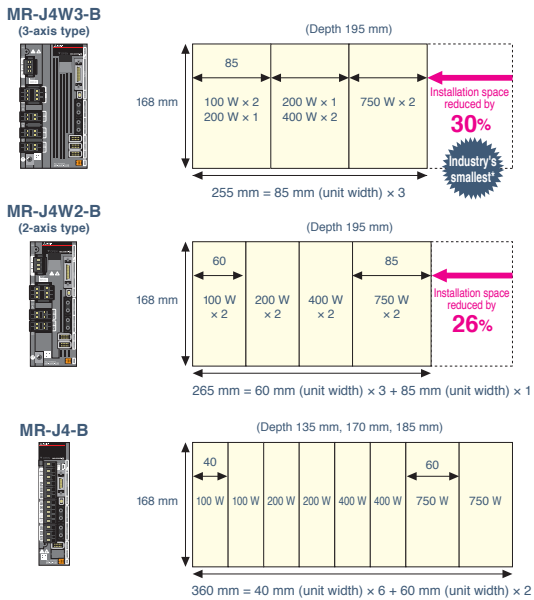 MR-J4W3-B
(3-axis type)
(Depth 195 mm)
168 mm
85
100 W × 2
200 W × 1
200 W × 1
400 W × 2
750 W × 2
Installation space
reduced by
30%
Industry's
smallest*
255 mm = 85 mm (unit width) × 3
MR-J4W2-B
(2-axis type)
(Depth 195 mm)
168 mm
60
85
100 W
× 2
200 W
× 2
400 W
× 2
750 W
× 2
Installation space
reduced by
26%
265 mm = 60 mm (unit width) × 3 + 85 mm (unit width) × 1
MR-J4-B
(Depth 135 mm, 170 mm, 185 mm)
168 mm
40
60
100 W
100 W
200 W
200 W
400 W
400 W
750 W
750 W
360 mm = 40 mm (unit width) × 6 + 60 mm (unit width) × 2